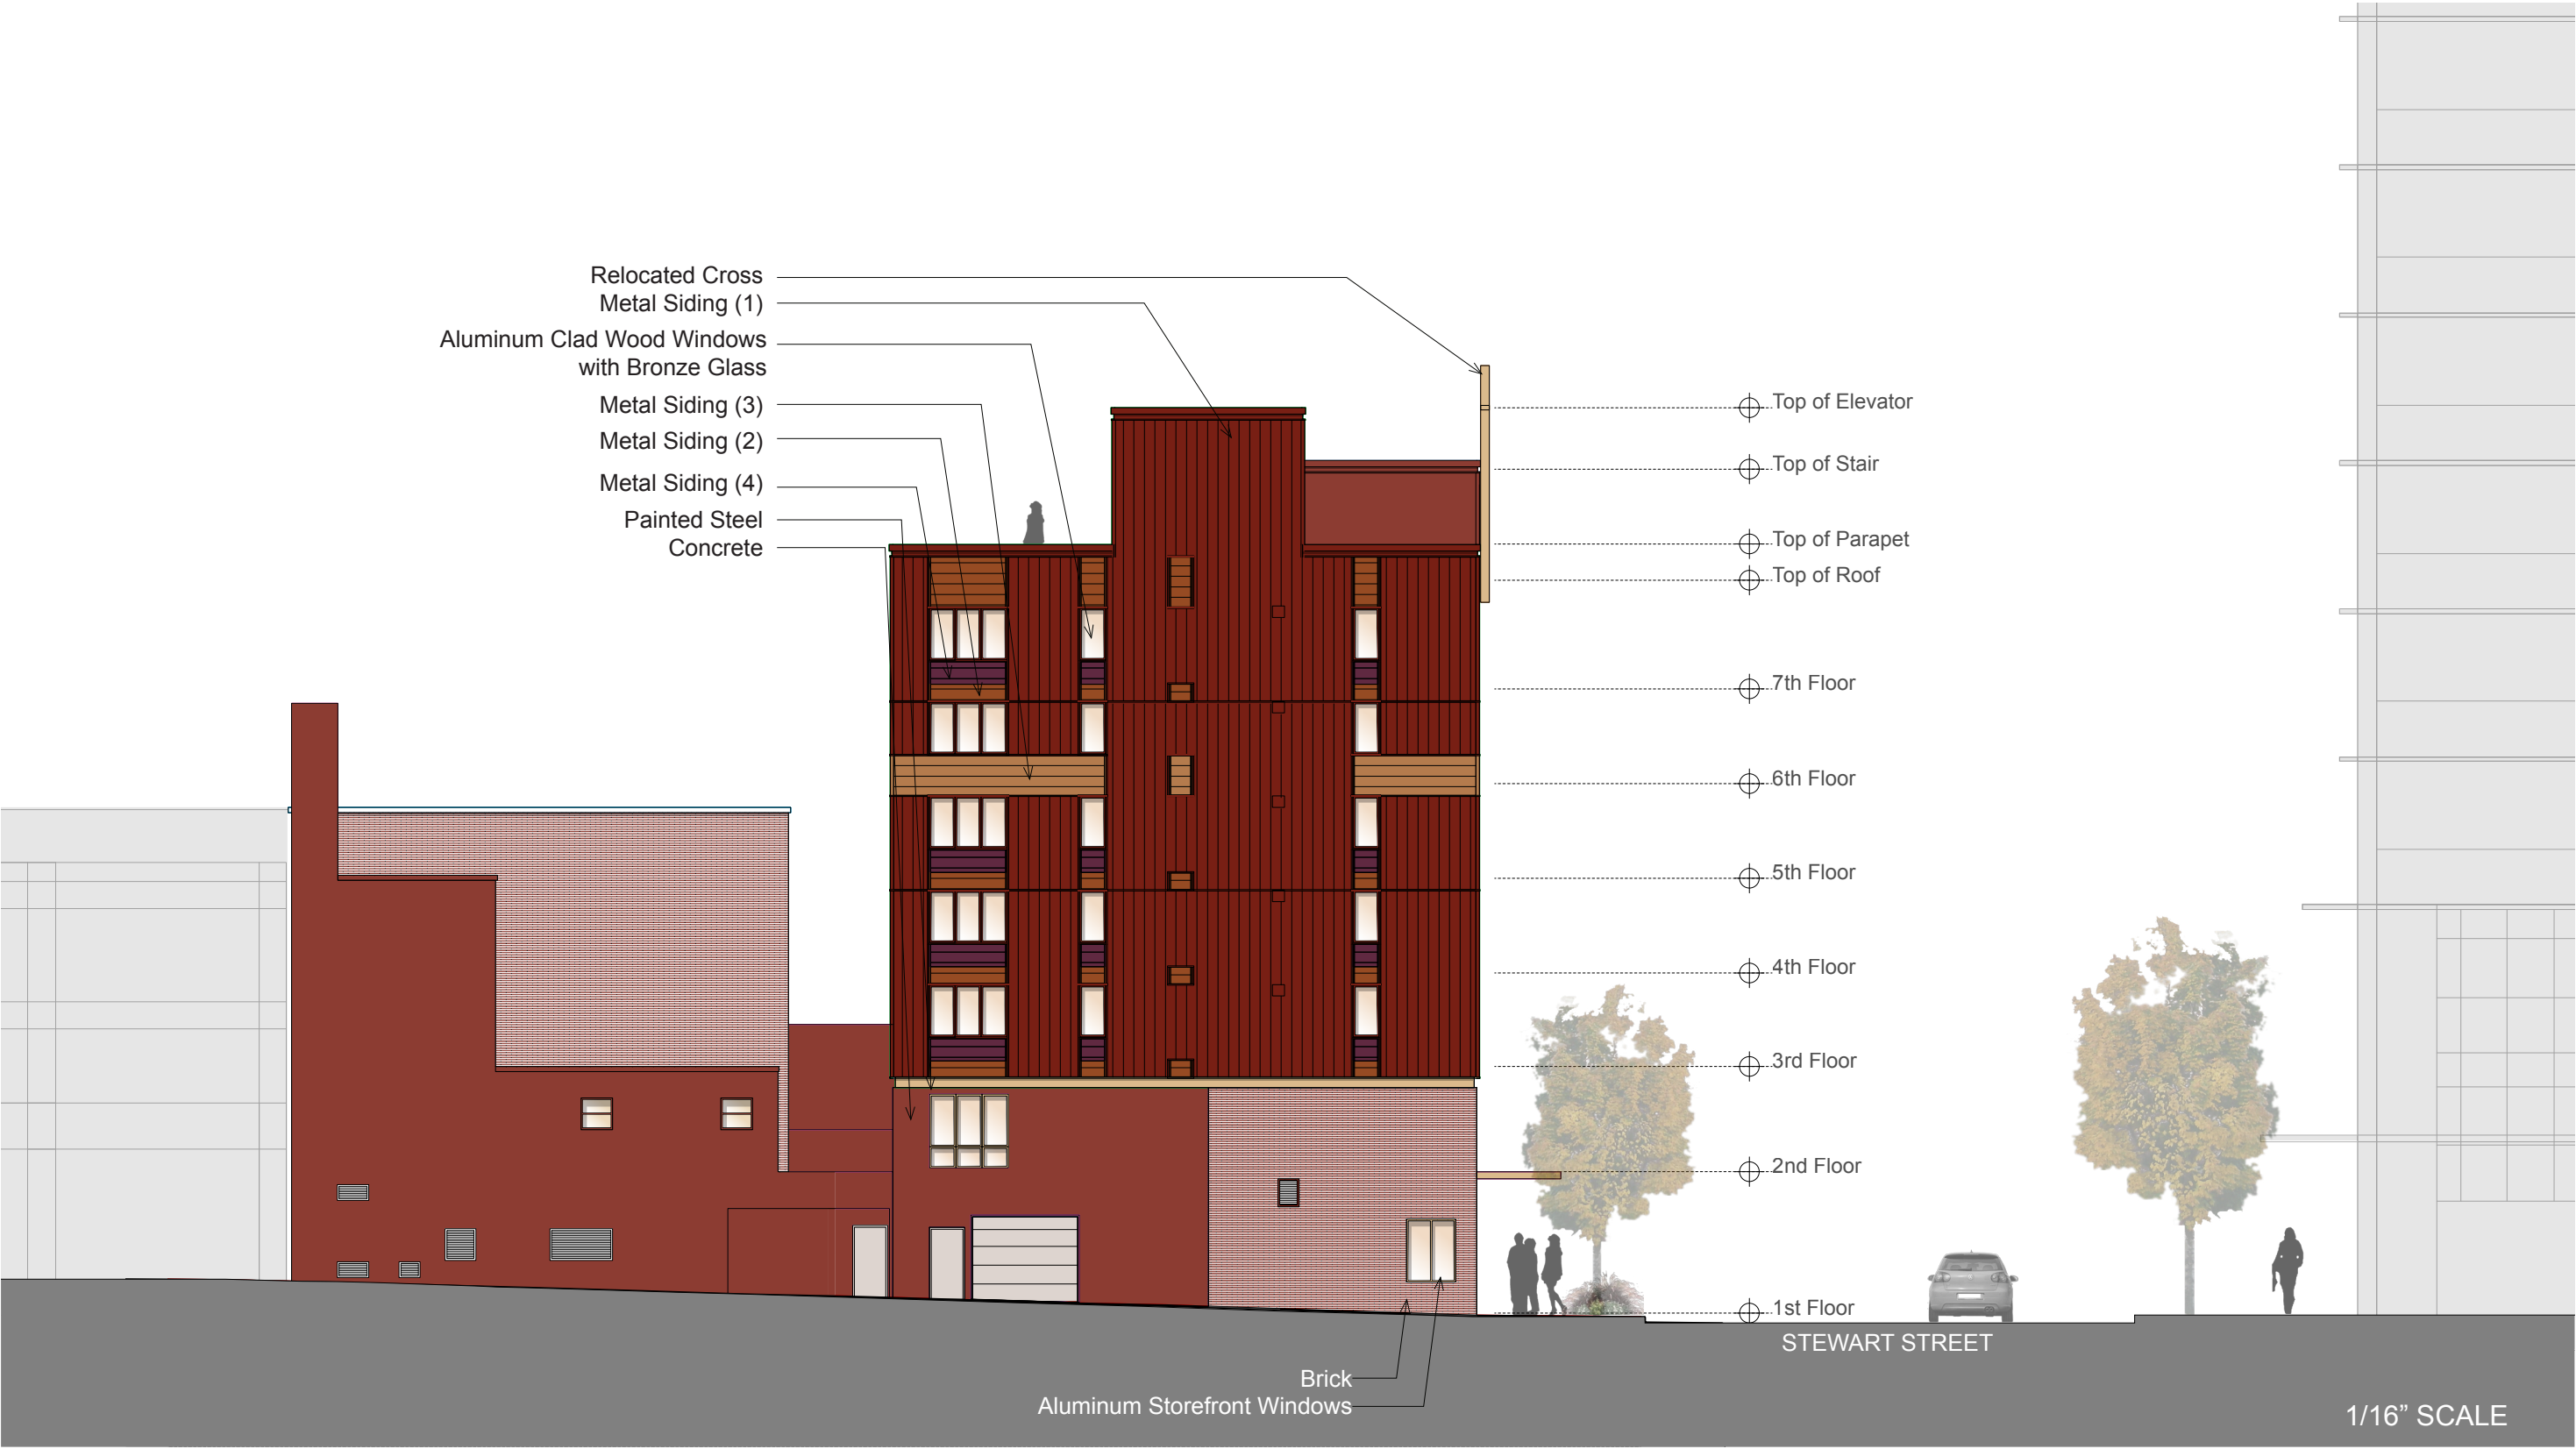 Relocated Cross
Metal Siding (1)
Aluminum Clad Wood Windows
with Bronze Glass
Metal Siding (3)
Metal Siding (2)
Metal Siding (4)
Painted Steel
Concrete
Top of Elevator
Top of Stair
Top of Parapet
Top of Roof
7th Floor
6th Floor
5th Floor
4th Floor
3rd Floor
2nd Floor
1st Floor
STEWART STREET
Brick
Aluminum Storefront Windows
1/16” SCALE